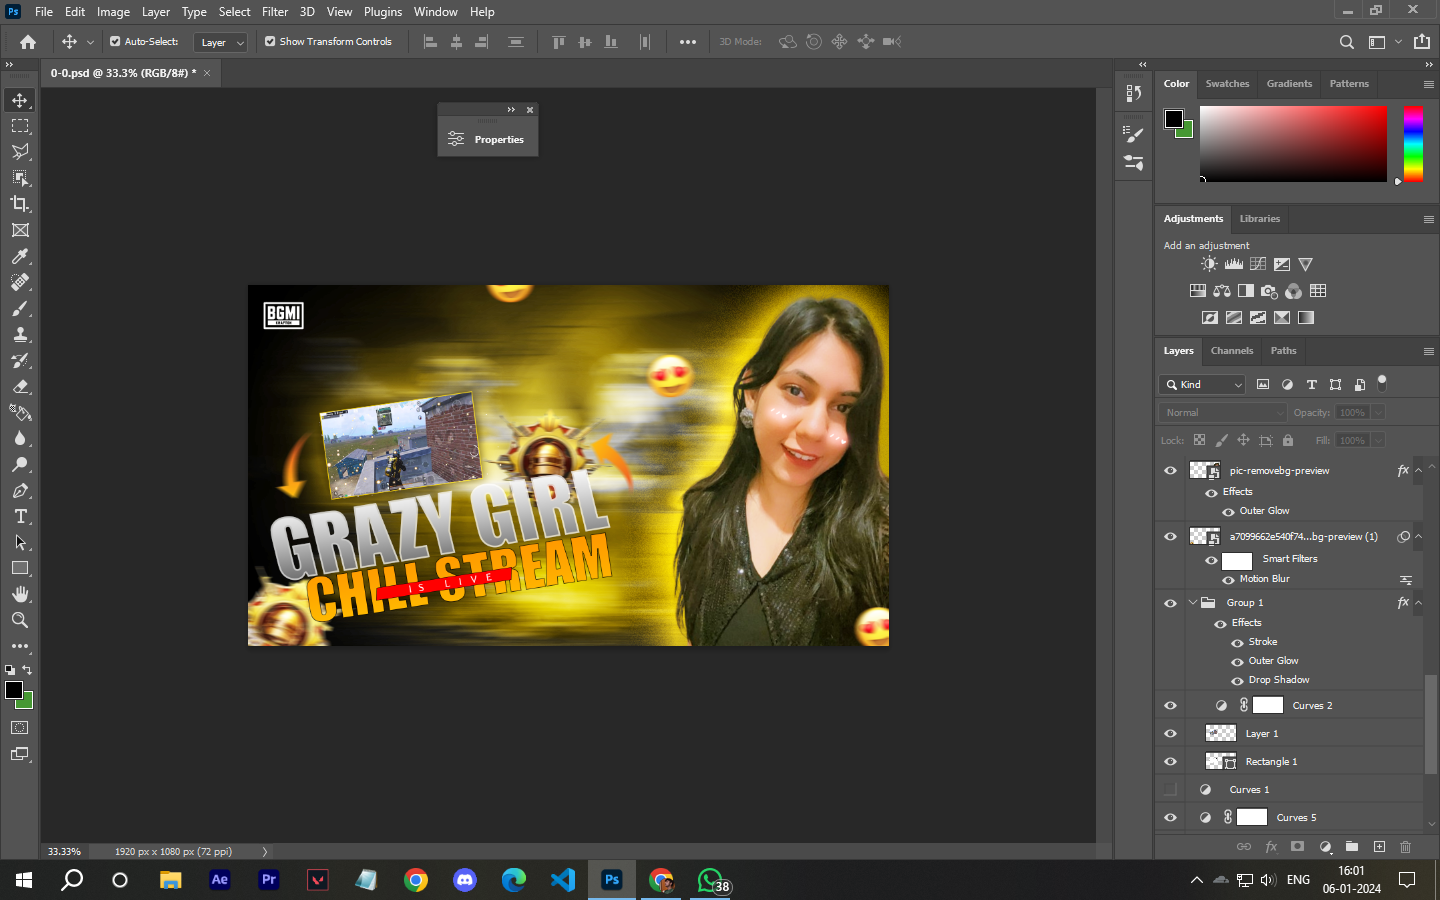 Ps File Edit Image Layer Type Select Filter 3D View Plugins Window Help
Auto-Select: Layer Show Transform Controls ••• 3D Mode:
0-0.psd @ 33.3% (RGB/8#) * ×
Properties
Color Swatches Gradients Patterns
Adjustments Libraries
Add an adjustment
Layers Channels Paths
Kind
Normal Opacity: 100%
Lock: Fill: 100%
pic-removebg-preview fx
Effects
Outer Glow
a7099662e540f74...bg-preview (1)
Smart Filters
Motion Blur
Group 1 fx
Effects
Stroke
Outer Glow
Drop Shadow
Curves 2
Layer 1
Rectangle 1
Curves 1
Curves 5
BGMI
GRAZY GIRL
CHILL STREAM
IS LIVE
33.33% 1920 px x 1080 px (72 ppi)
Ae Pr Ps 38
ENG 16:01
06-01-2024